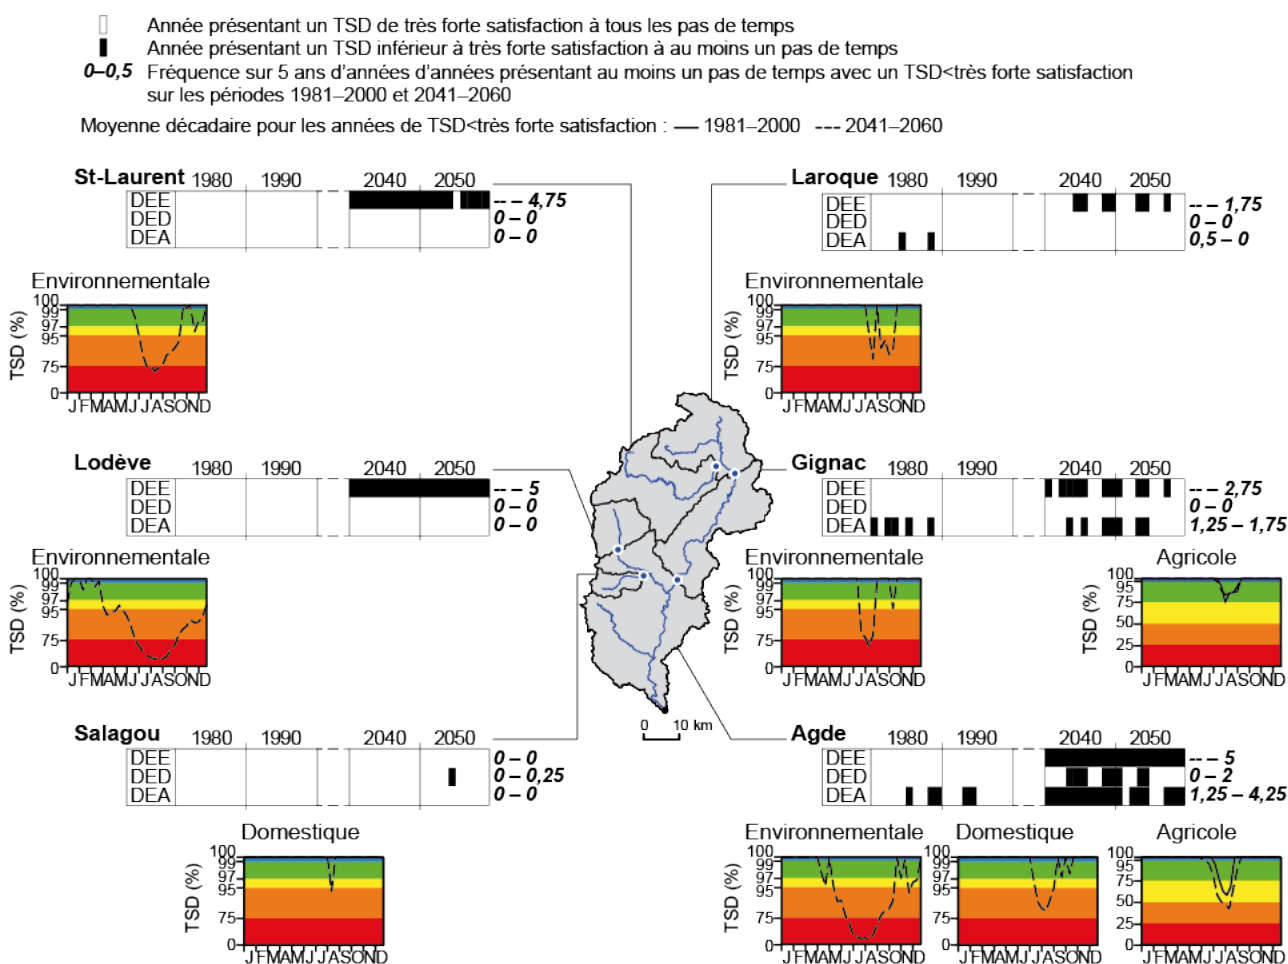 Année présentant un TSD de très forte satisfaction à tous les pas de temps
Année présentant un TSD inférieur à très forte satisfaction à au moins un pas de temps
0–0,5 Fréquence sur 5 ans d'années d'années présentant au moins un pas de temps avec un TSD<très forte satisfaction
sur les périodes 1981–2000 et 2041–2060
Moyenne décadaire pour les années de TSD<très forte satisfaction : — 1981–2000 --- 2041–2060
St-Laurent 1980 1990 2040 2050
DEE -- – 4,75
DED 0 – 0
DEA 0 – 0
Environnementale
TSD (%)
100
99
97
95
75
0
JFMAMJJASOND
Laroque 1980 1990 2040 2050
DEE -- – 1,75
DED 0 – 0
DEA 0,5 – 0
Environnementale
TSD (%)
100
99
97
95
75
0
JFMAMJJASOND
Lodève 1980 1990 2040 2050
DEE -- – 5
DED 0 – 0
DEA 0 – 0
Environnementale
TSD (%)
100
99
97
95
75
0
JFMAMJJASOND
Gignac 1980 1990 2040 2050
DEE -- – 2,75
DED 0 – 0
DEA 1,25 – 1,75
Environnementale
TSD (%)
100
99
97
95
75
0
JFMAMJJASOND
Agricole
TSD (%)
100
95
75
50
25
0
JFMAMJJASOND
Salagou 1980 1990 2040 2050
DEE 0 – 0
DED 0 – 0,25
DEA 0 – 0
Domestique
TSD (%)
100
99
97
95
75
0
JFMAMJJASOND
0 10 km
Agde 1980 1990 2040 2050
DEE -- – 5
DED 0 – 2
DEA 1,25 – 4,25
Environnementale
TSD (%)
100
99
97
95
75
0
JFMAMJJASOND
Domestique
100
99
97
95
75
0
JFMAMJJASOND
Agricole
100
95
75
50
25
0
JFMAMJJASOND